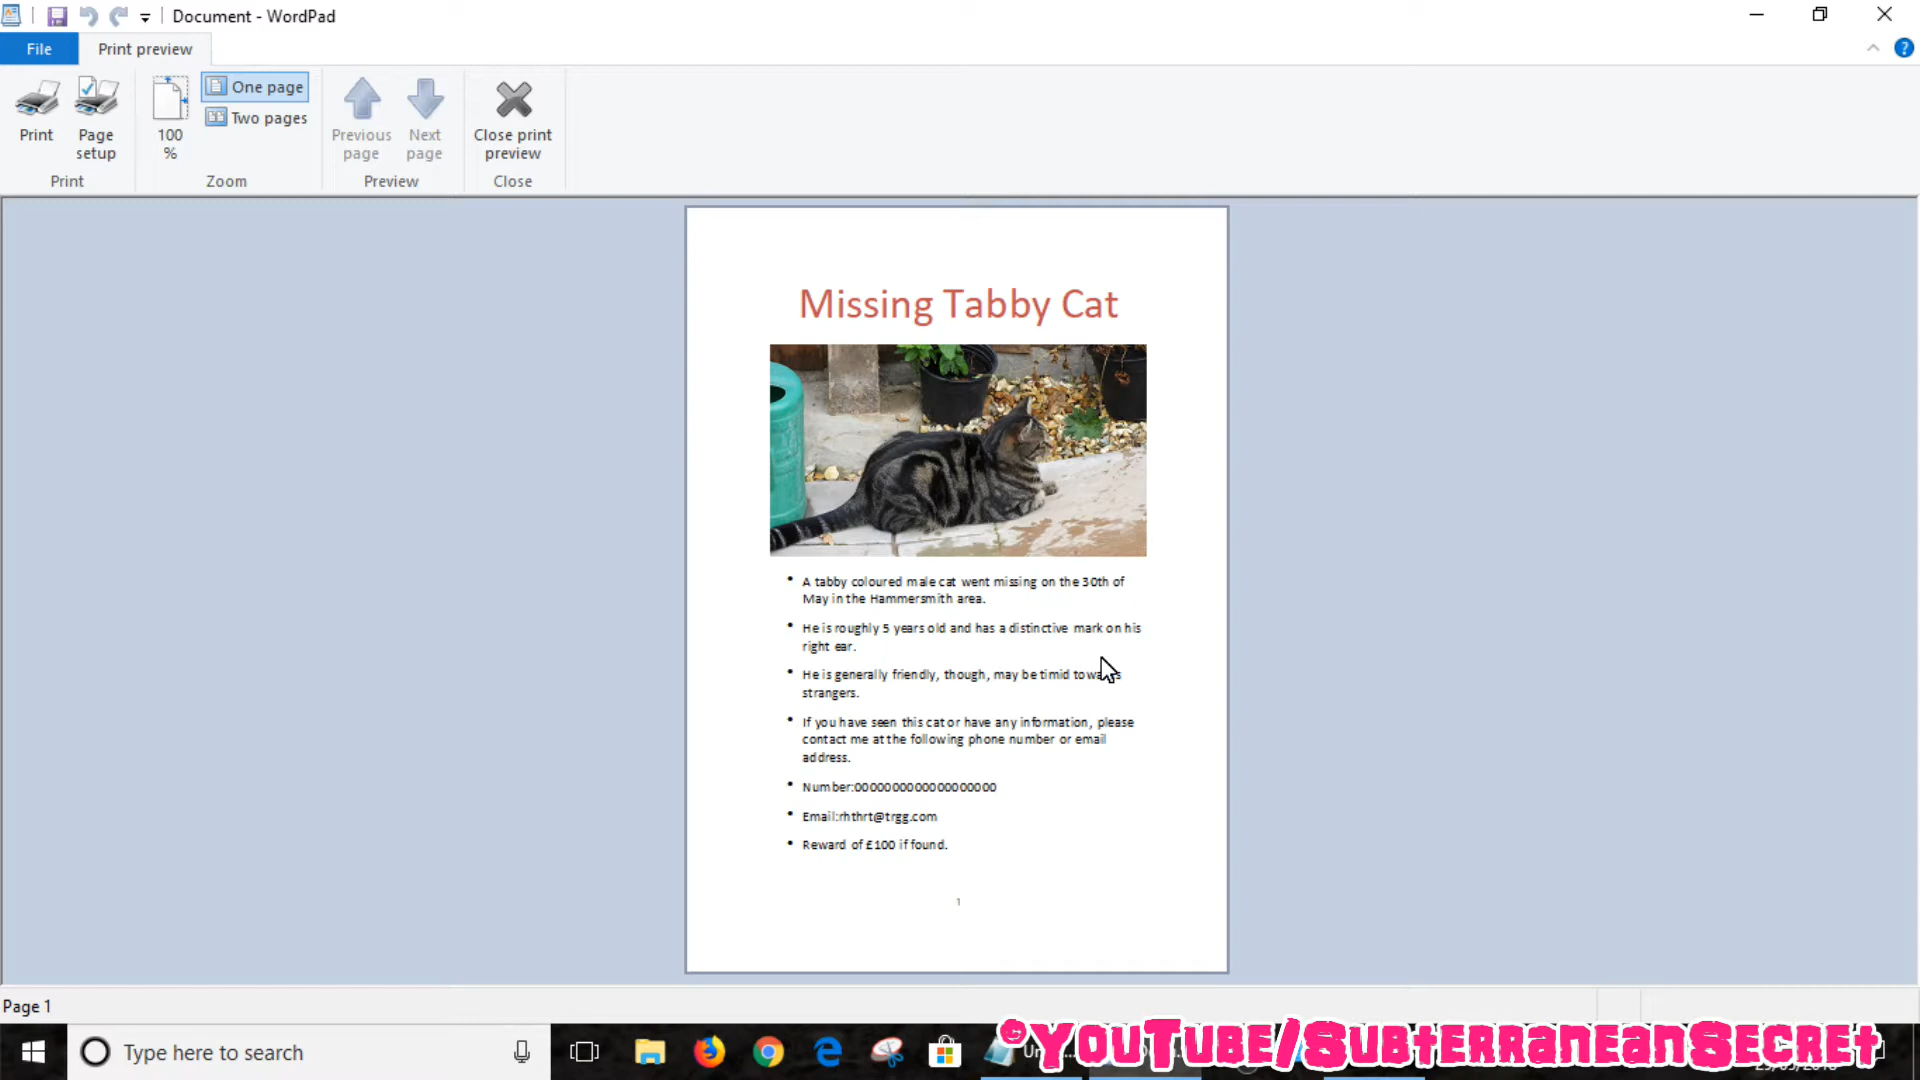 Document - WordPad
File
Print preview
Print
Page setup
100 %
One page
Two pages
Previous page
Next page
Close print preview
Print
Zoom
Preview
Close
Missing Tabby Cat
• A tabby coloured male cat went missing on the 30th of
May in the Hammersmith area.
• He is roughly 5 years old and has a distinctive mark on his
right ear.
• He is generally friendly, though, may be timid towards
strangers.
• If you have seen this cat or have any information, please
contact me at the following phone number or email
address.
• Number:0000000000000000000
• Email:rhthrt@trgg.com
• Reward of £100 if found.
1
Page 1
Type here to search
©YouTube/SubterraneanSecret